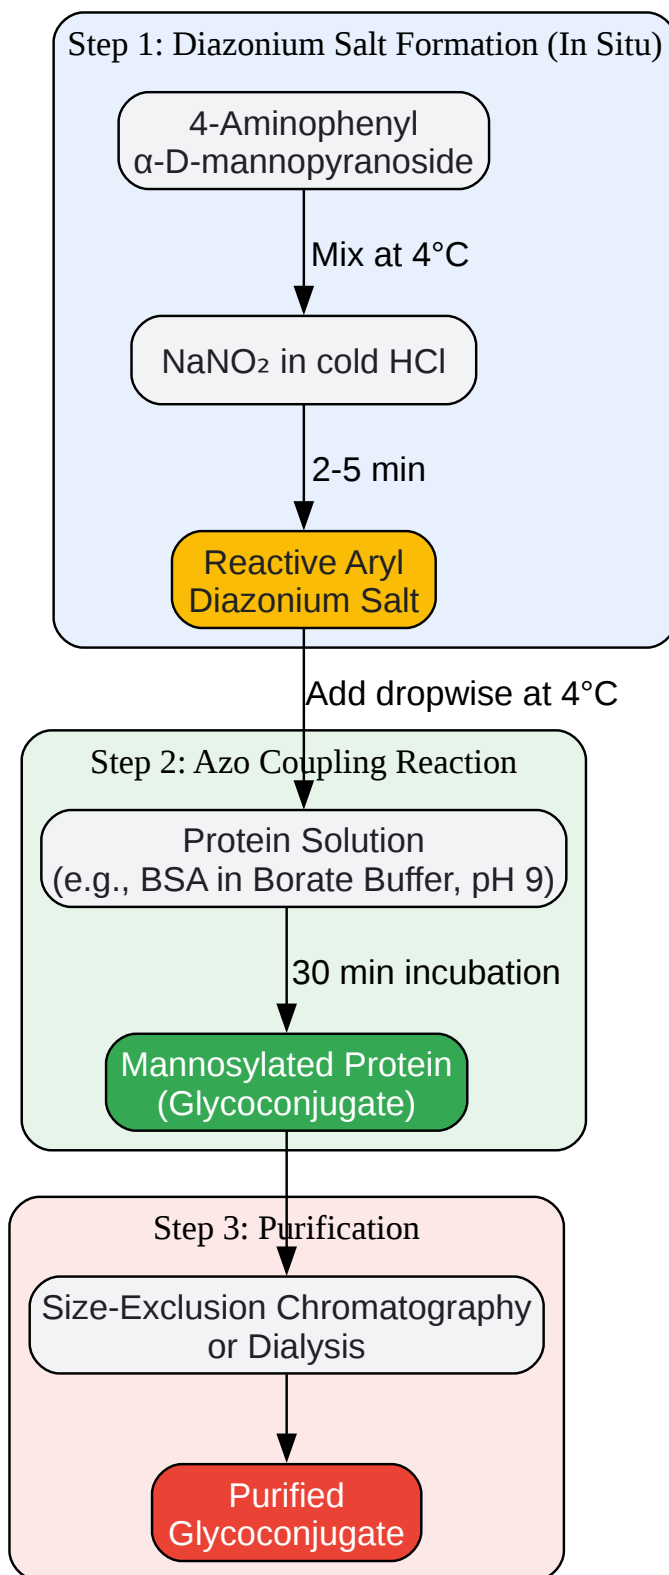 Step 1: Diazonium Salt Formation (In Situ)
4-Aminophenyl
α-D-mannopyranoside
Mix at 4°C
NaNO₂ in cold HCl
2-5 min
Reactive Aryl
Diazonium Salt
Add dropwise at 4°C
Step 2: Azo Coupling Reaction
Protein Solution
(e.g., BSA in Borate Buffer, pH 9)
30 min incubation
Mannosylated Protein
(Glycoconjugate)
Step 3: Purification
Size-Exclusion Chromatography
or Dialysis
Purified
Glycoconjugate